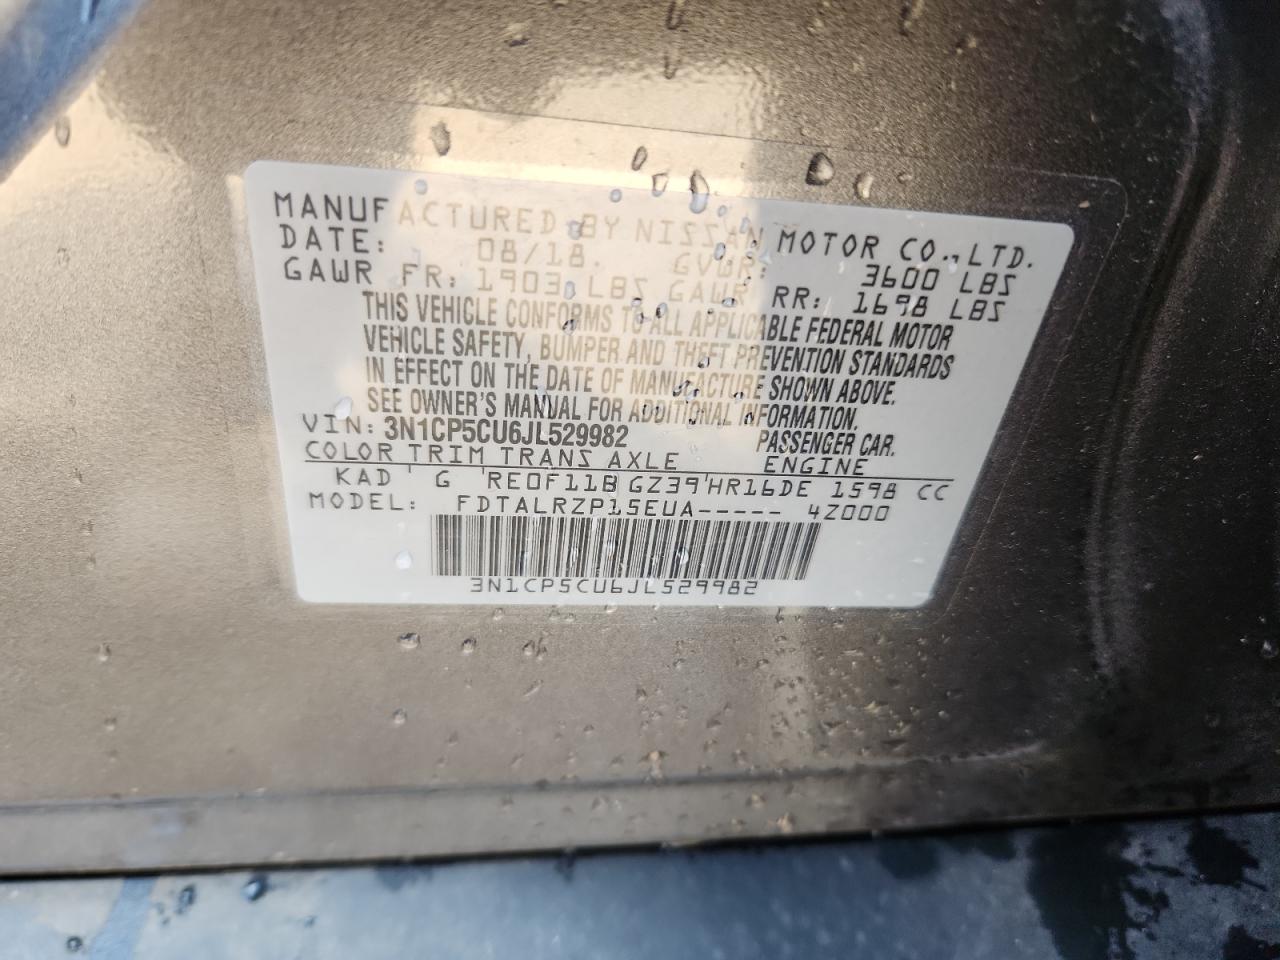 MANUFACTURED BY NISSAN MOTOR CO.,LTD.
DATE: 08/18. GVWR: 3600 LBS
GAWR FR: 1903 LBS GAWR RR: 1698 LBS
THIS VEHICLE CONFORMS TO ALL APPLICABLE FEDERAL MOTOR
VEHICLE SAFETY, BUMPER AND THEFT PREVENTION STANDARDS
IN EFFECT ON THE DATE OF MANUFACTURE SHOWN ABOVE.
SEE OWNER'S MANUAL FOR ADDITIONAL INFORMATION.
VIN: 3N1CP5CU6JL529982 PASSENGER CAR.
COLOR TRIM TRANS AXLE ENGINE
KAD ' G 'RE0F11B GZ39'HR16DE 1598 CC
MODEL: FDTALRZP15EUA----- 4Z000
3N1CP5CU6JL529982